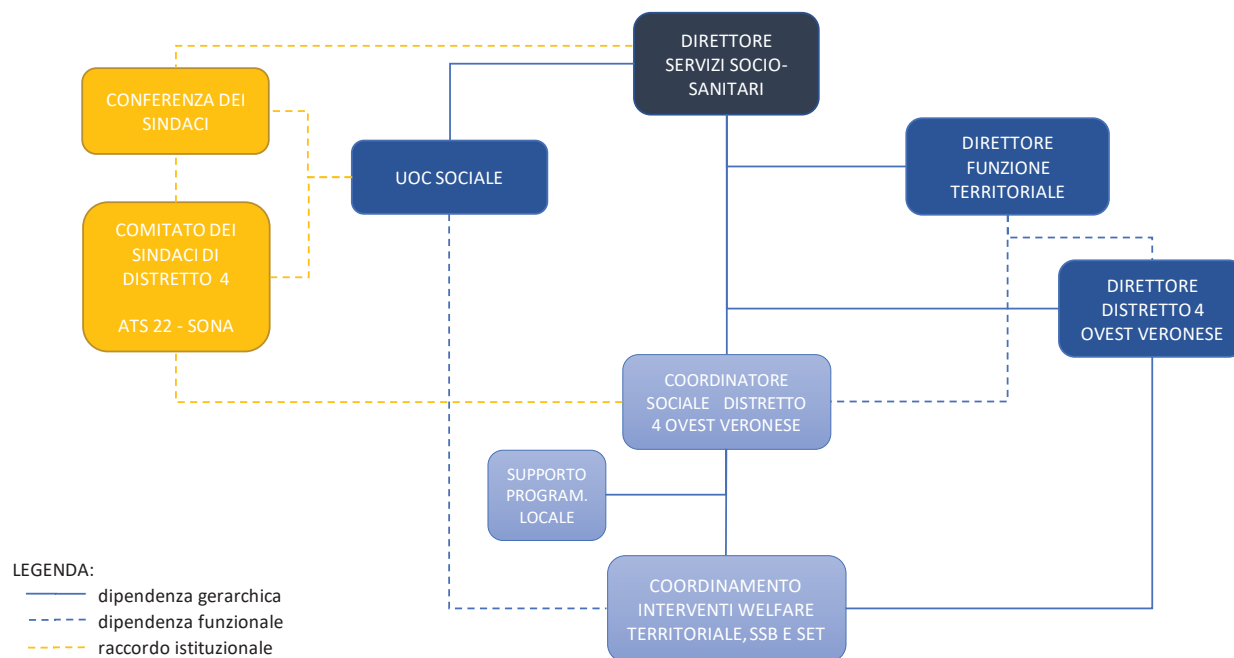 DIRETTORE
SERVIZI SOCIO-
SANITARI
CONFERENZA DEI
SINDACI
UOC SOCIALE
DIRETTORE
FUNZIONE
TERRITORIALE
COMITATO DEI
SINDACI DI
DISTRETTO 4
ATS 22 - SONA
DIRETTORE
DISTRETTO 4
OVEST VERONESE
COORDINATORE
SOCIALE DISTRETTO
4 OVEST VERONESE
SUPPORTO
PROGRAM.
LOCALE
COORDINAMENTO
INTERVENTI WELFARE
TERRITORIALE, SSB E SET
LEGENDA:
dipendenza gerarchica
dipendenza funzionale
raccordo istituzionale